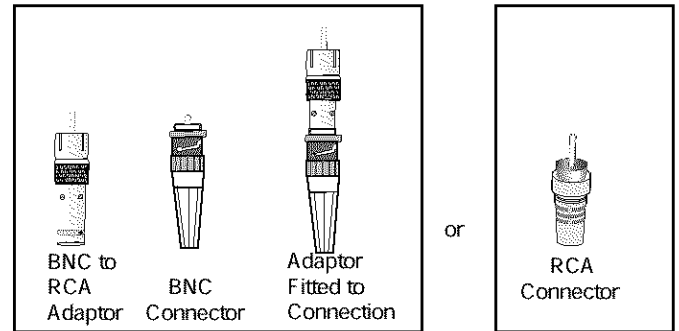 BNC to
RCA
Adaptor
BNC
Connector
Adaptor
Fitted to
Connection
or
RCA
Connector